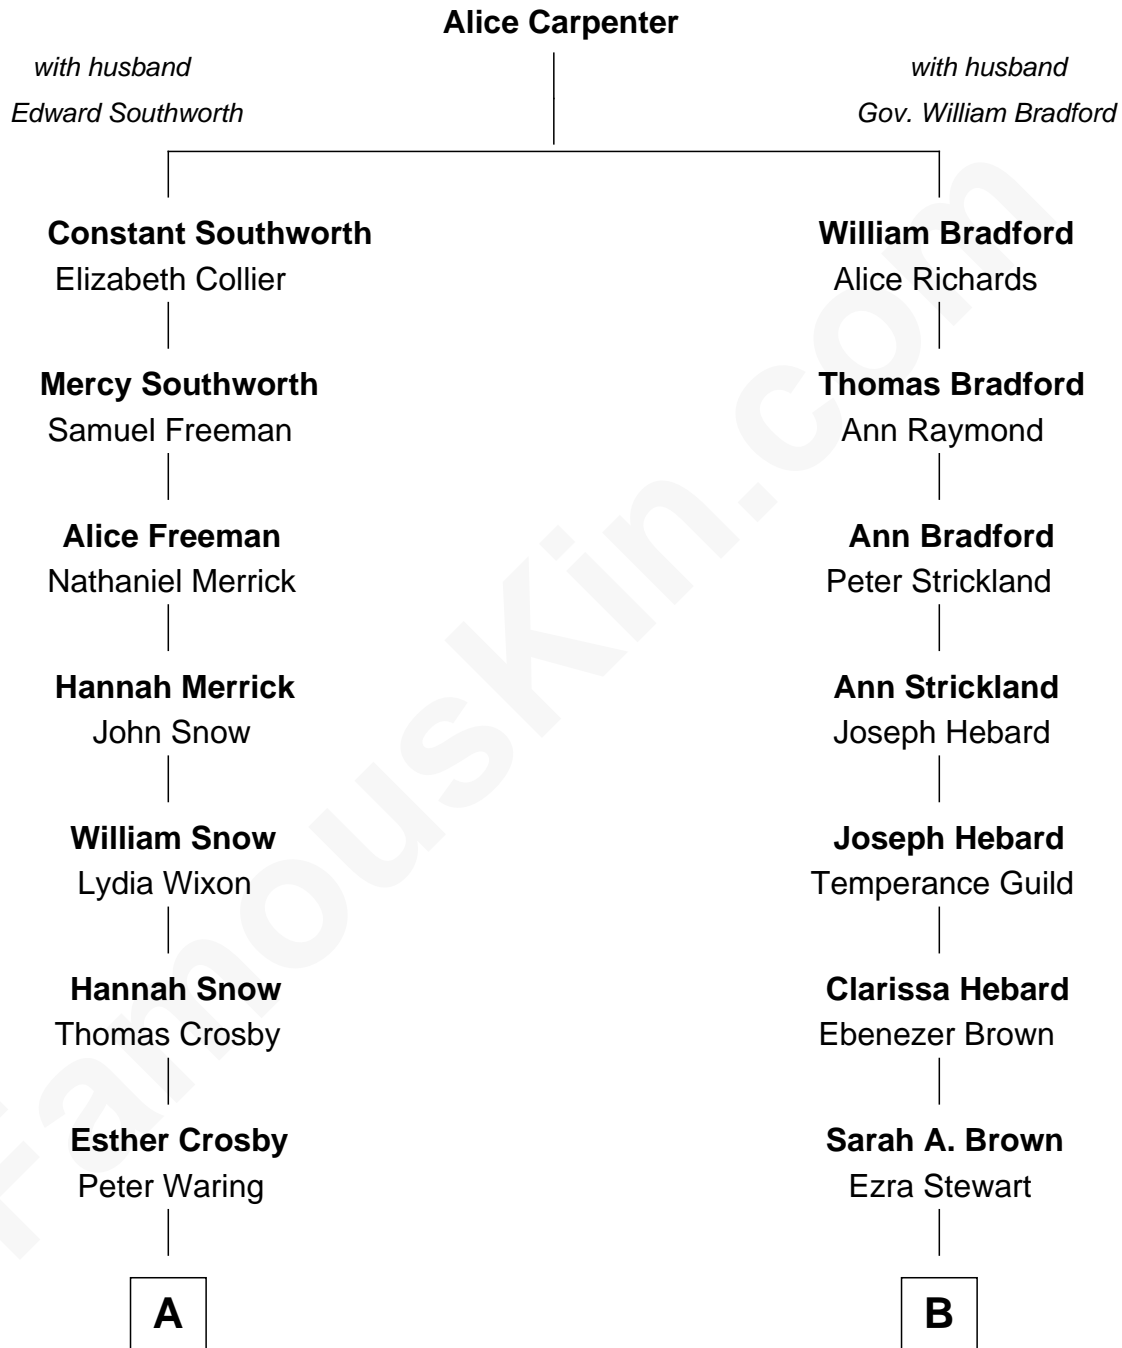 Alice Carpenter
with husband
Edward Southworth
with husband
Gov. William Bradford
Constant Southworth
Elizabeth Collier
William Bradford
Alice Richards
Mercy Southworth
Samuel Freeman
Thomas Bradford
Ann Raymond
Alice Freeman
Nathaniel Merrick
Ann Bradford
Peter Strickland
Hannah Merrick
John Snow
Ann Strickland
Joseph Hebard
William Snow
Lydia Wixon
Joseph Hebard
Temperance Guild
Hannah Snow
Thomas Crosby
Clarissa Hebard
Ebenezer Brown
Esther Crosby
Peter Waring
Sarah A. Brown
Ezra Stewart
A
B
FamousKin.com